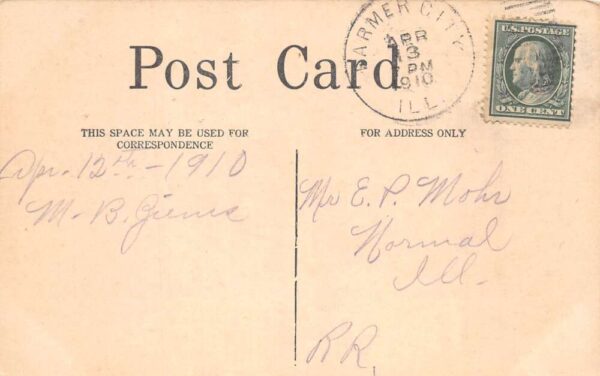 Post Card
FARMER CITY
APR
13
PM
1910
ILL.
U.S. POSTAGE
ONE CENT
THIS SPACE MAY BE USED FOR
CORRESPONDENCE
FOR ADDRESS ONLY
Apr. 12th - 1910
M. B.
Mr E. P. Mohr
Normal
Ill.
RR,